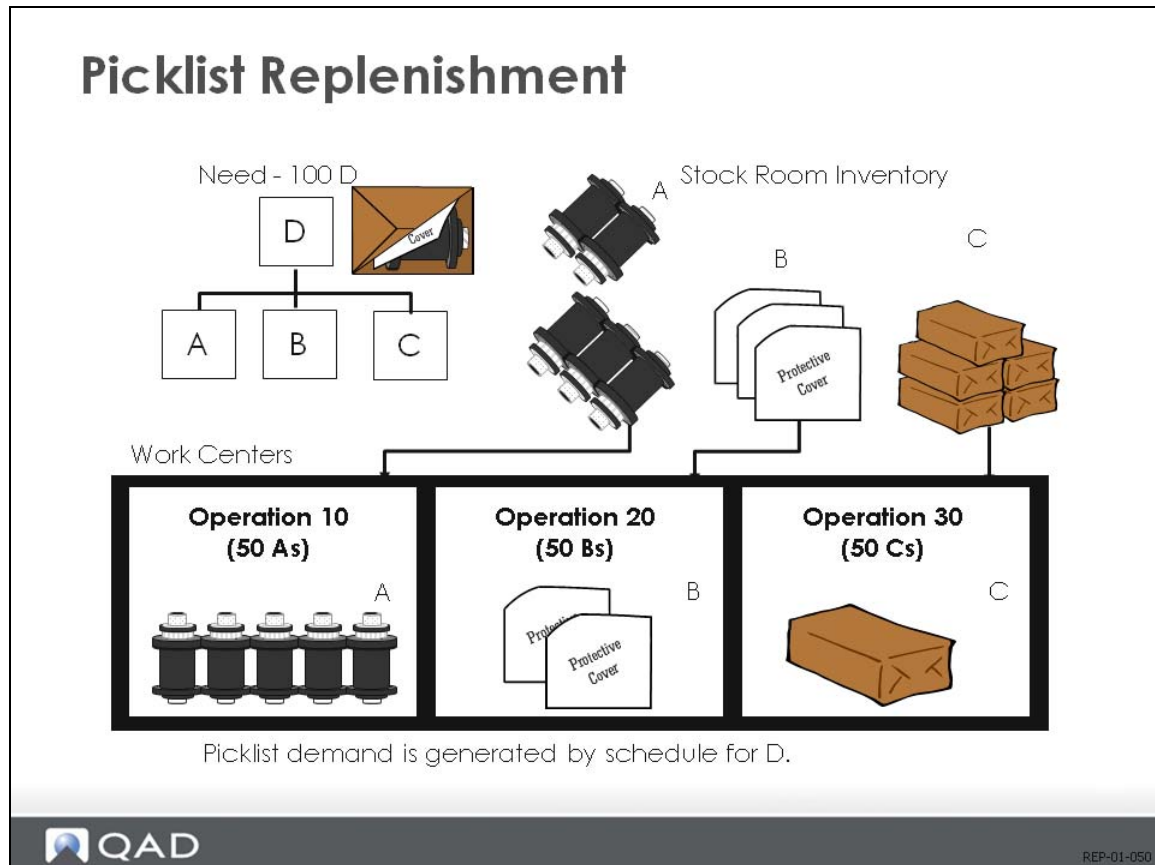 Picklist Replenishment
Need - 100 D
Stock Room Inventory
D
Cover
A
B
C
A
B
C
Protective
Cover
Work Centers
Operation 10
(50 As)
A
Operation 20
(50 Bs)
B
Protective
Cover
Operation 30
(50 Cs)
C
Picklist demand is generated by schedule for D.
QAD
REP-01-050